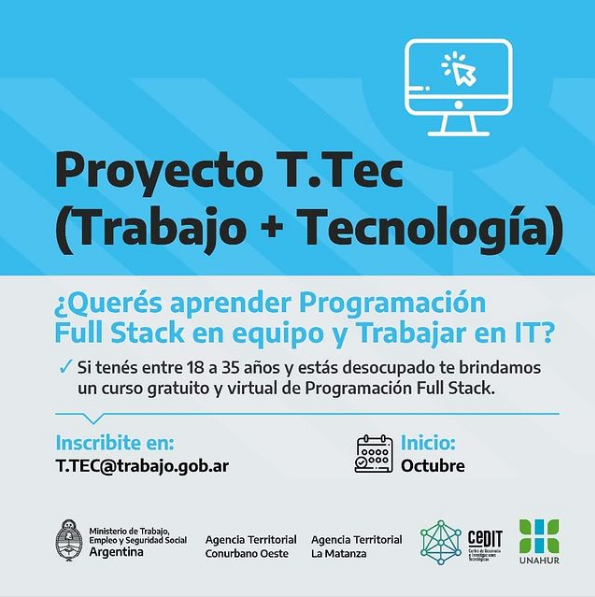 Proyecto T.Tec
(Trabajo + Tecnología)
¿Querés aprender Programación
Full Stack en equipo y Trabajar en IT?
Si tenés entre 18 a 35 años y estás desocupado te brindamos
un curso gratuito y virtual de Programación Full Stack.
Inscribite en:
T.TEC@trabajo.gob.ar
Inicio:
Octubre
Ministerio de Trabajo,
Empleo y Seguridad Social
Argentina
Agencia Territorial
Conurbano Oeste
Agencia Territorial
La Matanza
CEDIT
UNAHUR